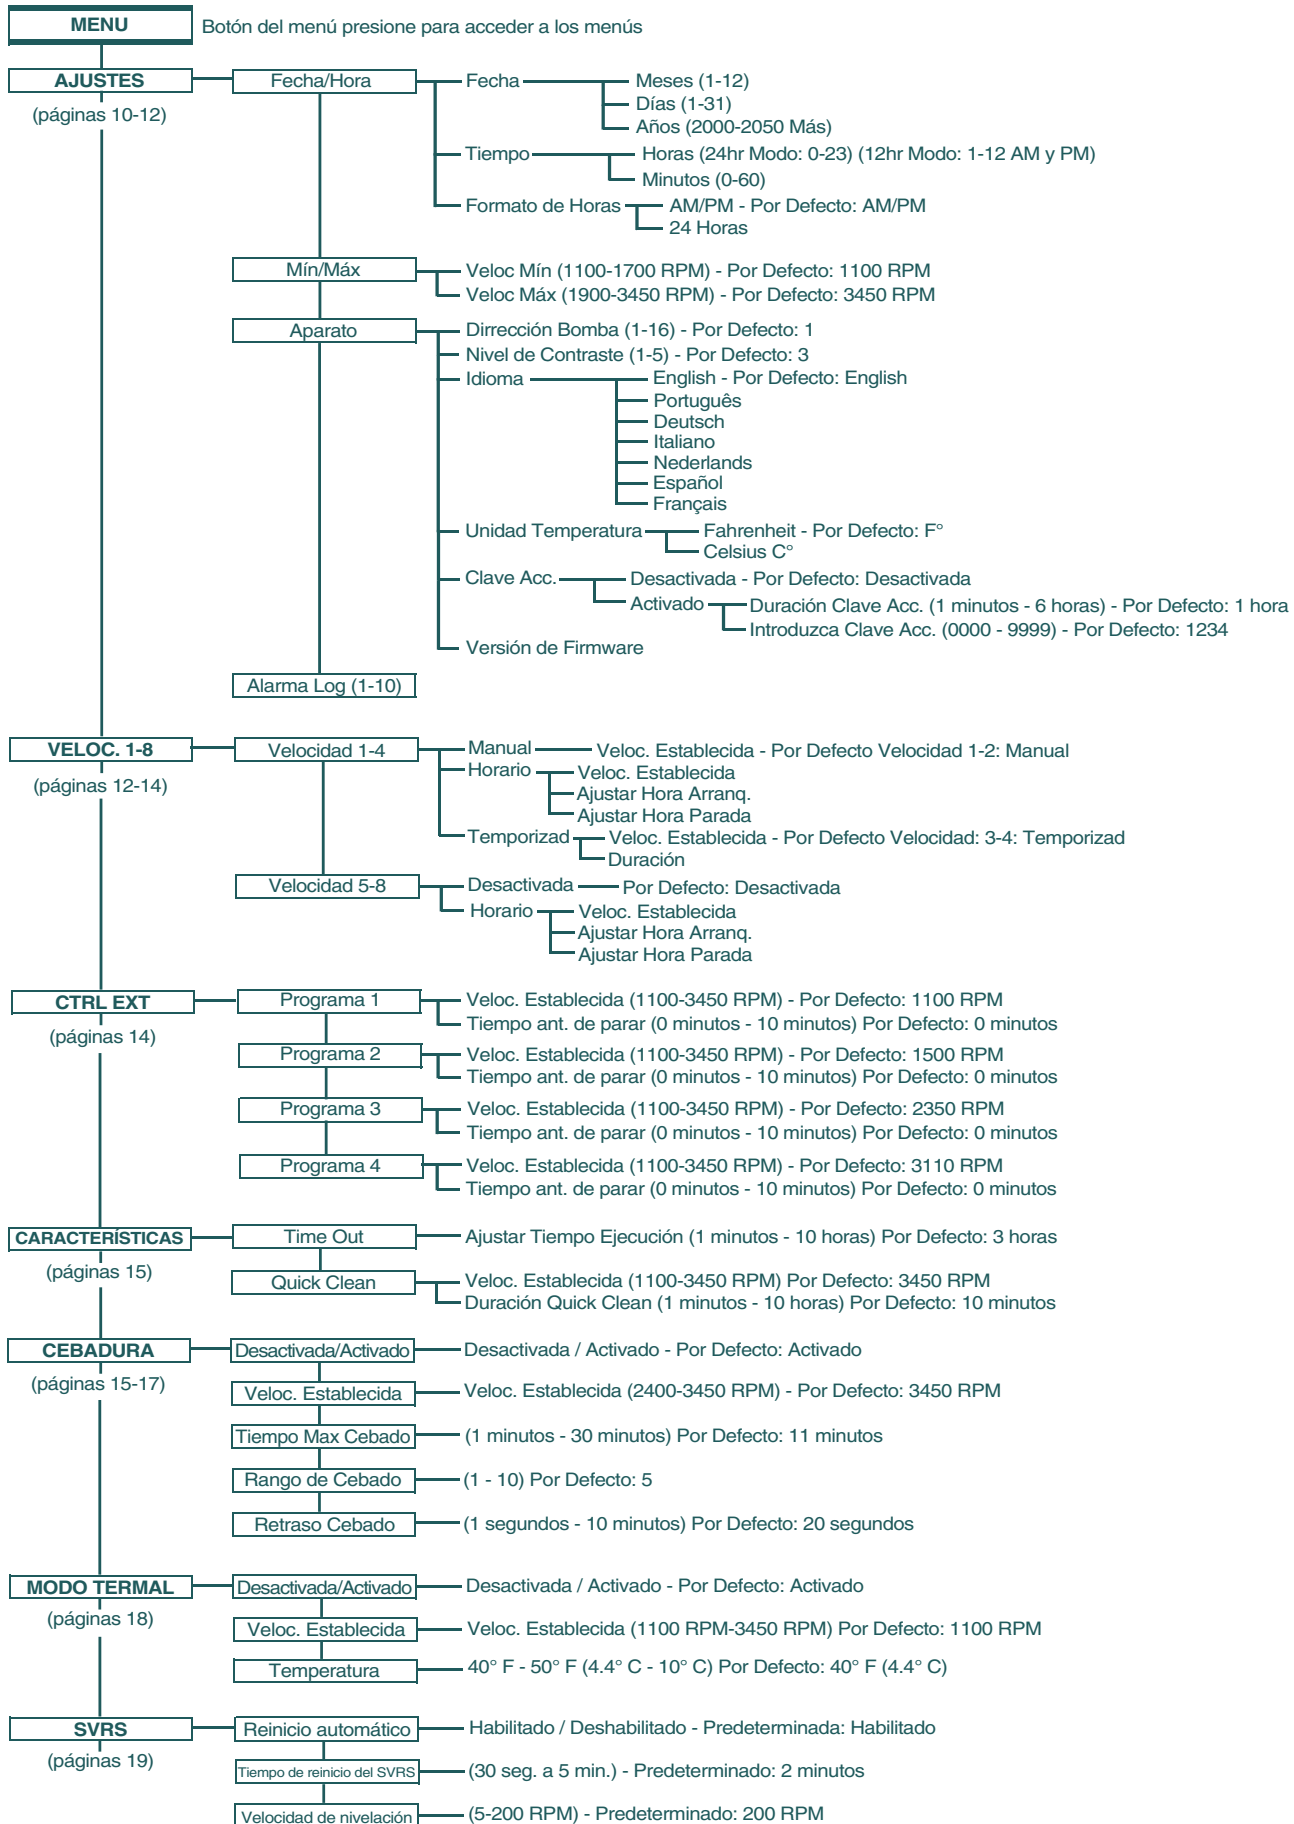 MENU Botón del menú presione para acceder a los menús
AJUSTES Fecha/Hora Fecha Meses (1-12)
(páginas 10-12) Días (1-31)
Años (2000-2050 Más)
Tiempo Horas (24hr Modo: 0-23) (12hr Modo: 1-12 AM y PM)
Minutos (0-60)
Formato de Horas AM/PM - Por Defecto: AM/PM
24 Horas
Mín/Máx Veloc Mín (1100-1700 RPM) - Por Defecto: 1100 RPM
Veloc Máx (1900-3450 RPM) - Por Defecto: 3450 RPM
Aparato Dirrección Bomba (1-16) - Por Defecto: 1
Nivel de Contraste (1-5) - Por Defecto: 3
Idioma English - Por Defecto: English
Português
Deutsch
Italiano
Nederlands
Español
Français
Unidad Temperatura Fahrenheit - Por Defecto: F°
Celsius C°
Clave Acc. Desactivada - Por Defecto: Desactivada
Activado Duración Clave Acc. (1 minutos - 6 horas) - Por Defecto: 1 hora
Introduzca Clave Acc. (0000 - 9999) - Por Defecto: 1234
Versión de Firmware
Alarma Log (1-10)
VELOC. 1-8 Velocidad 1-4 Manual Veloc. Establecida - Por Defecto Velocidad 1-2: Manual
(páginas 12-14) Horario Veloc. Establecida
Ajustar Hora Arranq.
Ajustar Hora Parada
Temporizad Veloc. Establecida - Por Defecto Velocidad: 3-4: Temporizad
Duración
Velocidad 5-8 Desactivada Por Defecto: Desactivada
Horario Veloc. Establecida
Ajustar Hora Arranq.
Ajustar Hora Parada
CTRL EXT Programa 1 Veloc. Establecida (1100-3450 RPM) - Por Defecto: 1100 RPM
(páginas 14) Tiempo ant. de parar (0 minutos - 10 minutos) Por Defecto: 0 minutos
Programa 2 Veloc. Establecida (1100-3450 RPM) - Por Defecto: 1500 RPM
Tiempo ant. de parar (0 minutos - 10 minutos) Por Defecto: 0 minutos
Programa 3 Veloc. Establecida (1100-3450 RPM) - Por Defecto: 2350 RPM
Tiempo ant. de parar (0 minutos - 10 minutos) Por Defecto: 0 minutos
Programa 4 Veloc. Establecida (1100-3450 RPM) - Por Defecto: 3110 RPM
Tiempo ant. de parar (0 minutos - 10 minutos) Por Defecto: 0 minutos
CARACTERÍSTICAS Time Out Ajustar Tiempo Ejecución (1 minutos - 10 horas) Por Defecto: 3 horas
(páginas 15) Quick Clean Veloc. Establecida (1100-3450 RPM) Por Defecto: 3450 RPM
Duración Quick Clean (1 minutos - 10 horas) Por Defecto: 10 minutos
CEBADURA Desactivada/Activado Desactivada / Activado - Por Defecto: Activado
(páginas 15-17) Veloc. Establecida Veloc. Establecida (2400-3450 RPM) - Por Defecto: 3450 RPM
Tiempo Max Cebado (1 minutos - 30 minutos) Por Defecto: 11 minutos
Rango de Cebado (1 - 10) Por Defecto: 5
Retraso Cebado (1 segundos - 10 minutos) Por Defecto: 20 segundos
MODO TERMAL Desactivada/Activado Desactivada / Activado - Por Defecto: Activado
(páginas 18) Veloc. Establecida Veloc. Establecida (1100 RPM-3450 RPM) Por Defecto: 1100 RPM
Temperatura 40° F - 50° F (4.4° C - 10° C) Por Defecto: 40° F (4.4° C)
SVRS Reinicio automático Habilitado / Deshabilitado - Predeterminada: Habilitado
(páginas 19) Tiempo de reinicio del SVRS (30 seg. a 5 min.) - Predeterminado: 2 minutos
Velocidad de nivelación (5-200 RPM) - Predeterminado: 200 RPM